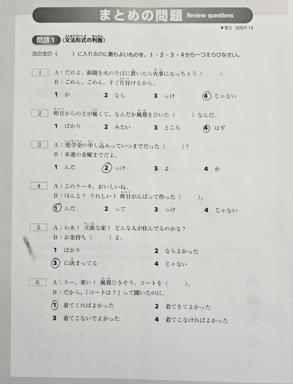 まとめの問題 Review questions
問題1 (文法形式の判断)
次の文の( )に入れるのに最もよいものを、1・2・3・4から一つえらびなさい。
1 A:だめよ、新聞を火のそばに置いたら火事になっちゃう( )。
B:ごめん、ごめん。すぐ片付けるから。
1 か 2 なら 3 っけ 4 じゃない
2 昨日からのどが痛くて、なんだか風邪をひいた( )なんだ。
1 ばかり 2 みたい 3 ところ 4 はず
3 A:奨学金の申し込みっていつまでだった( )?
B:来週の金曜までだよ。
1 んだ 2 っけ 3 よ 4 か
4 A:このケーキ、おいしいね。
B:ほんと?うれしい!昨日がんばって作った( )。
1 んだ 2 って 3 っけ 4 じゃない
5 A:わあ!立派な家!どんな人が住んでるのかな?
B:お金持ち( )よ。
1 ばかり 2 ならよかった
3 に決まってる 4 じゃない
6 A:うー、寒い!風邪ひきそう。コートを( )。
B:だから、「コートは?」って聞いたのに。
1 着てくればよかった 2 着てきてよかった
3 着てこないでよかった 4 着てこなければよかった